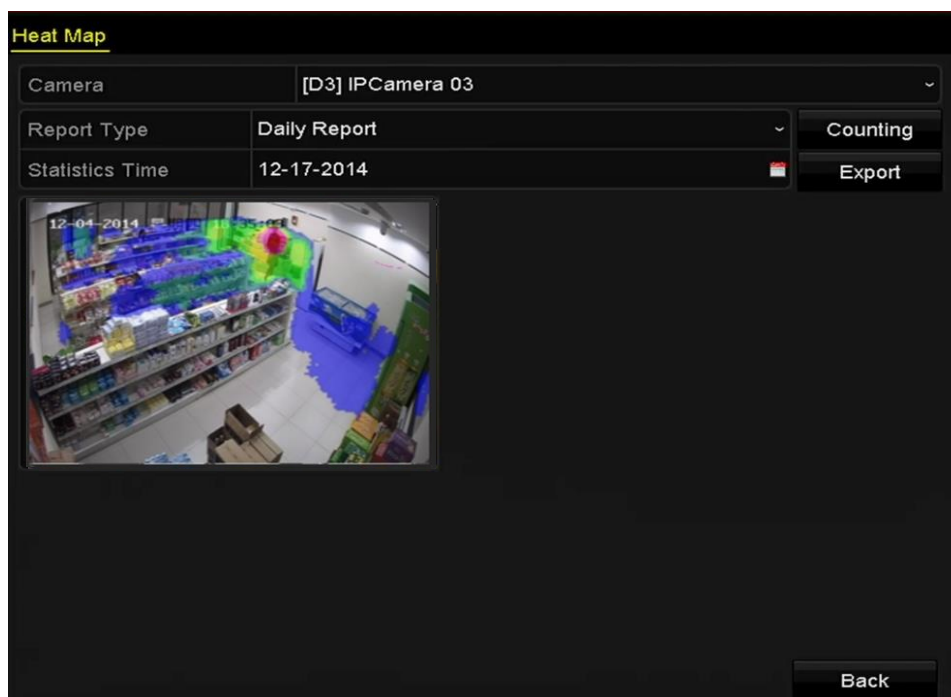 Heat Map
Camera [D3] IPCamera 03
Report Type Daily Report Counting
Statistics Time 12-17-2014 Export
12-04-2014
Back